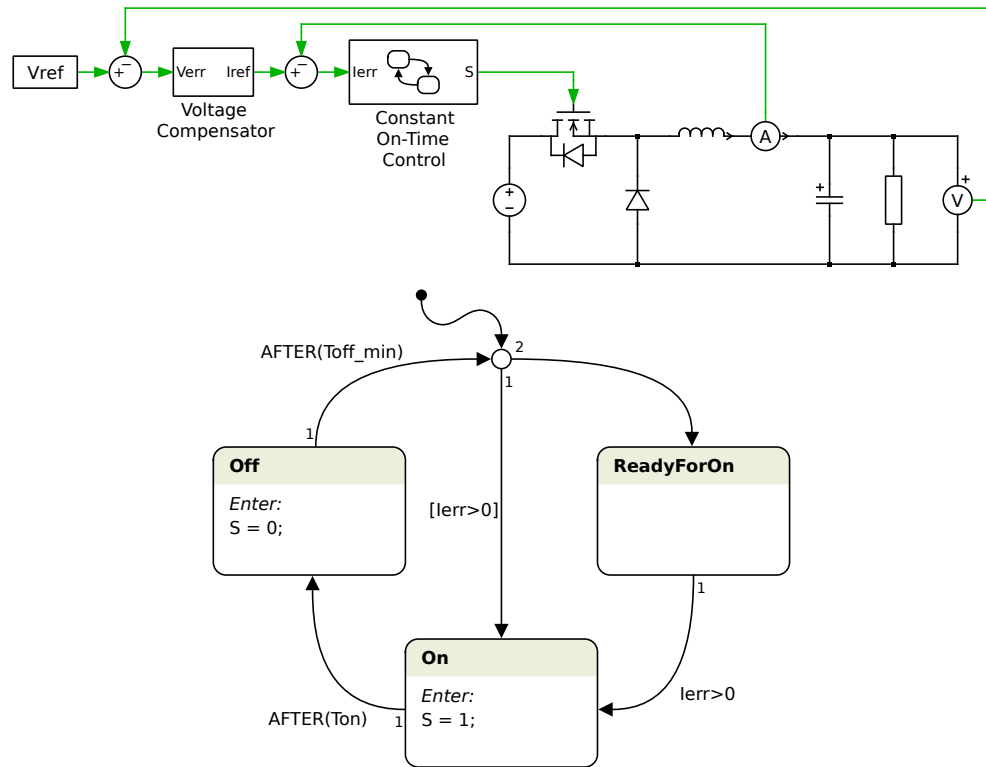 Vref
+
−
Verr
Iref
Voltage
Compensator
+
−
Ierr
S
Constant
On-Time
Control
A
+
−
+
V
+
AFTER(Toff_min)
2
1
1
Off
Enter:
S = 0;
[Ierr>0]
ReadyForOn
1
On
Enter:
S = 1;
AFTER(Ton)
1
Ierr>0